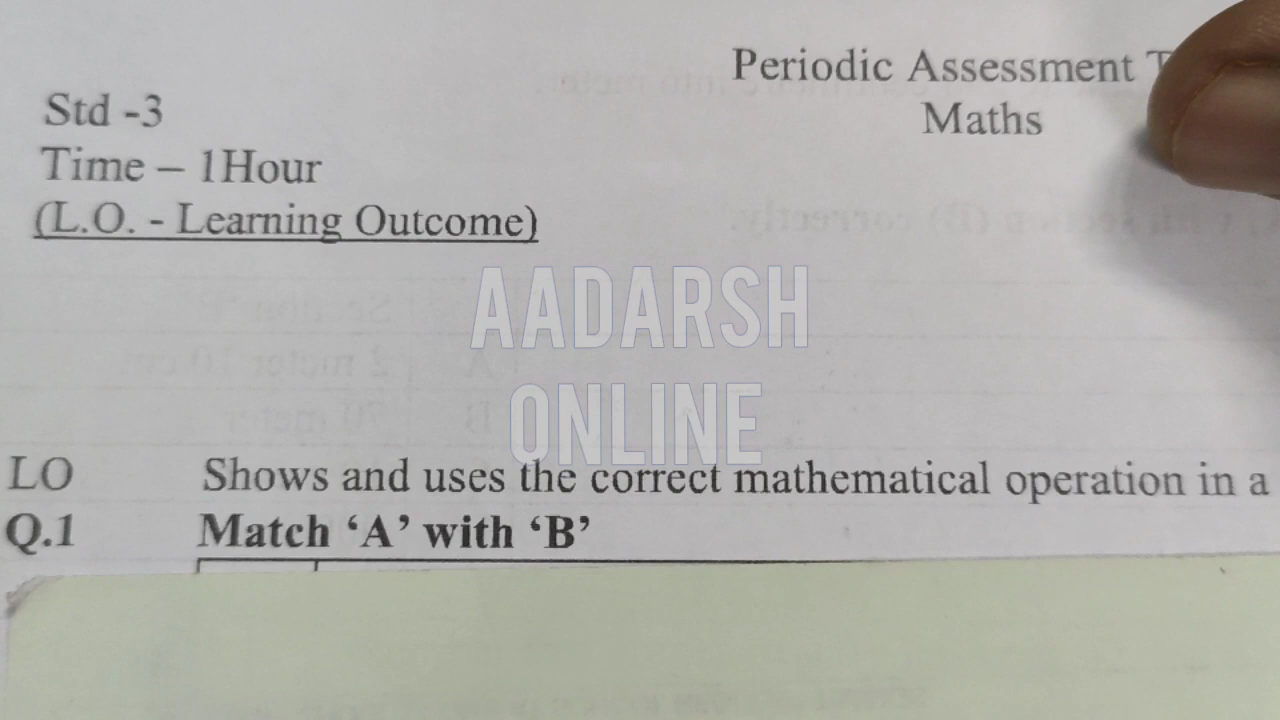 Periodic Assessment T
Maths
Std -3
Time – 1Hour
(L.O. - Learning Outcome)
AADARSH
ONLINE
LO Shows and uses the correct mathematical operation in a
Q.1 Match ‘A’ with ‘B’